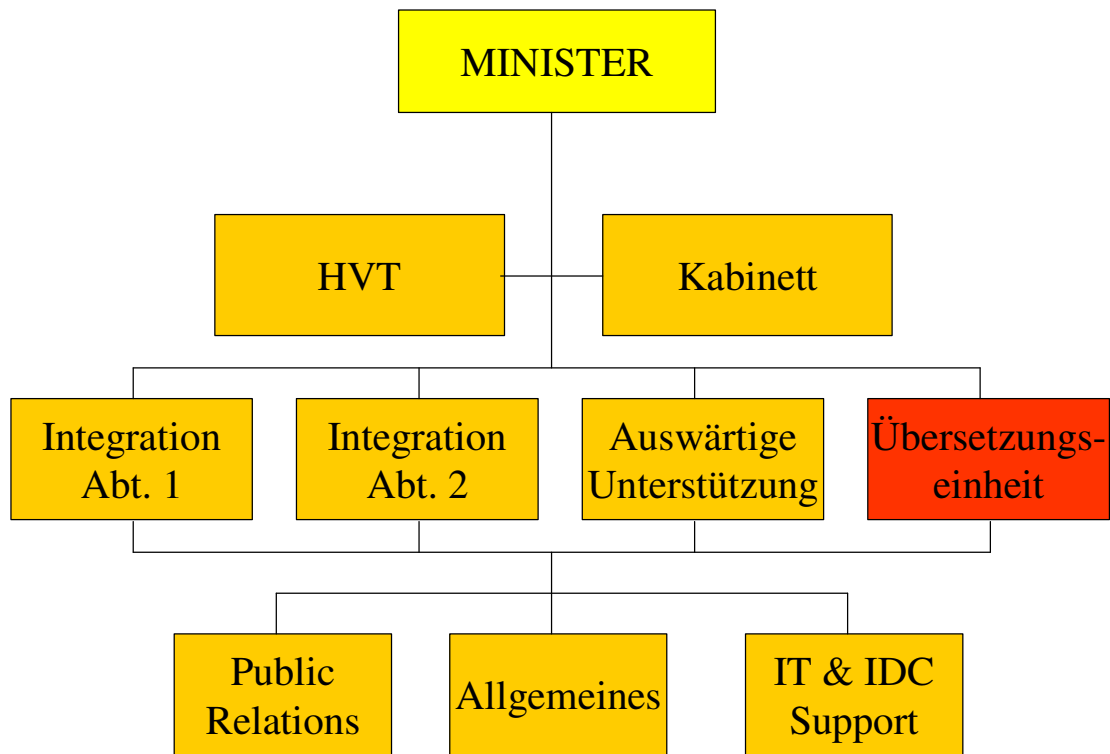 MINISTER
HVT
Kabinett
Integration
Abt. 1
Integration
Abt. 2
Auswärtige
Unterstützung
Übersetzungs-
einheit
Public
Relations
Allgemeines
IT & IDC
Support